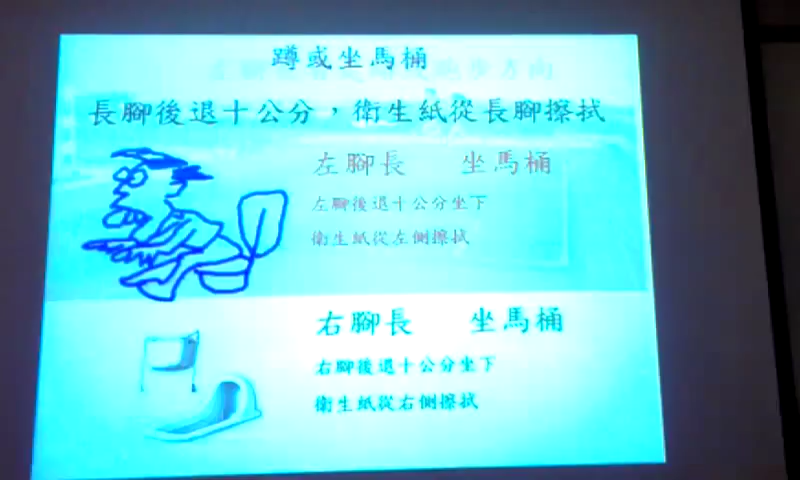 蹲或坐馬桶
長腳後退十公分，衛生紙從長腳擦拭
左腳長 坐馬桶
左腳後退十公分坐下
衛生紙從左側擦拭
右腳長 坐馬桶
右腳後退十公分坐下
衛生紙從右側擦拭